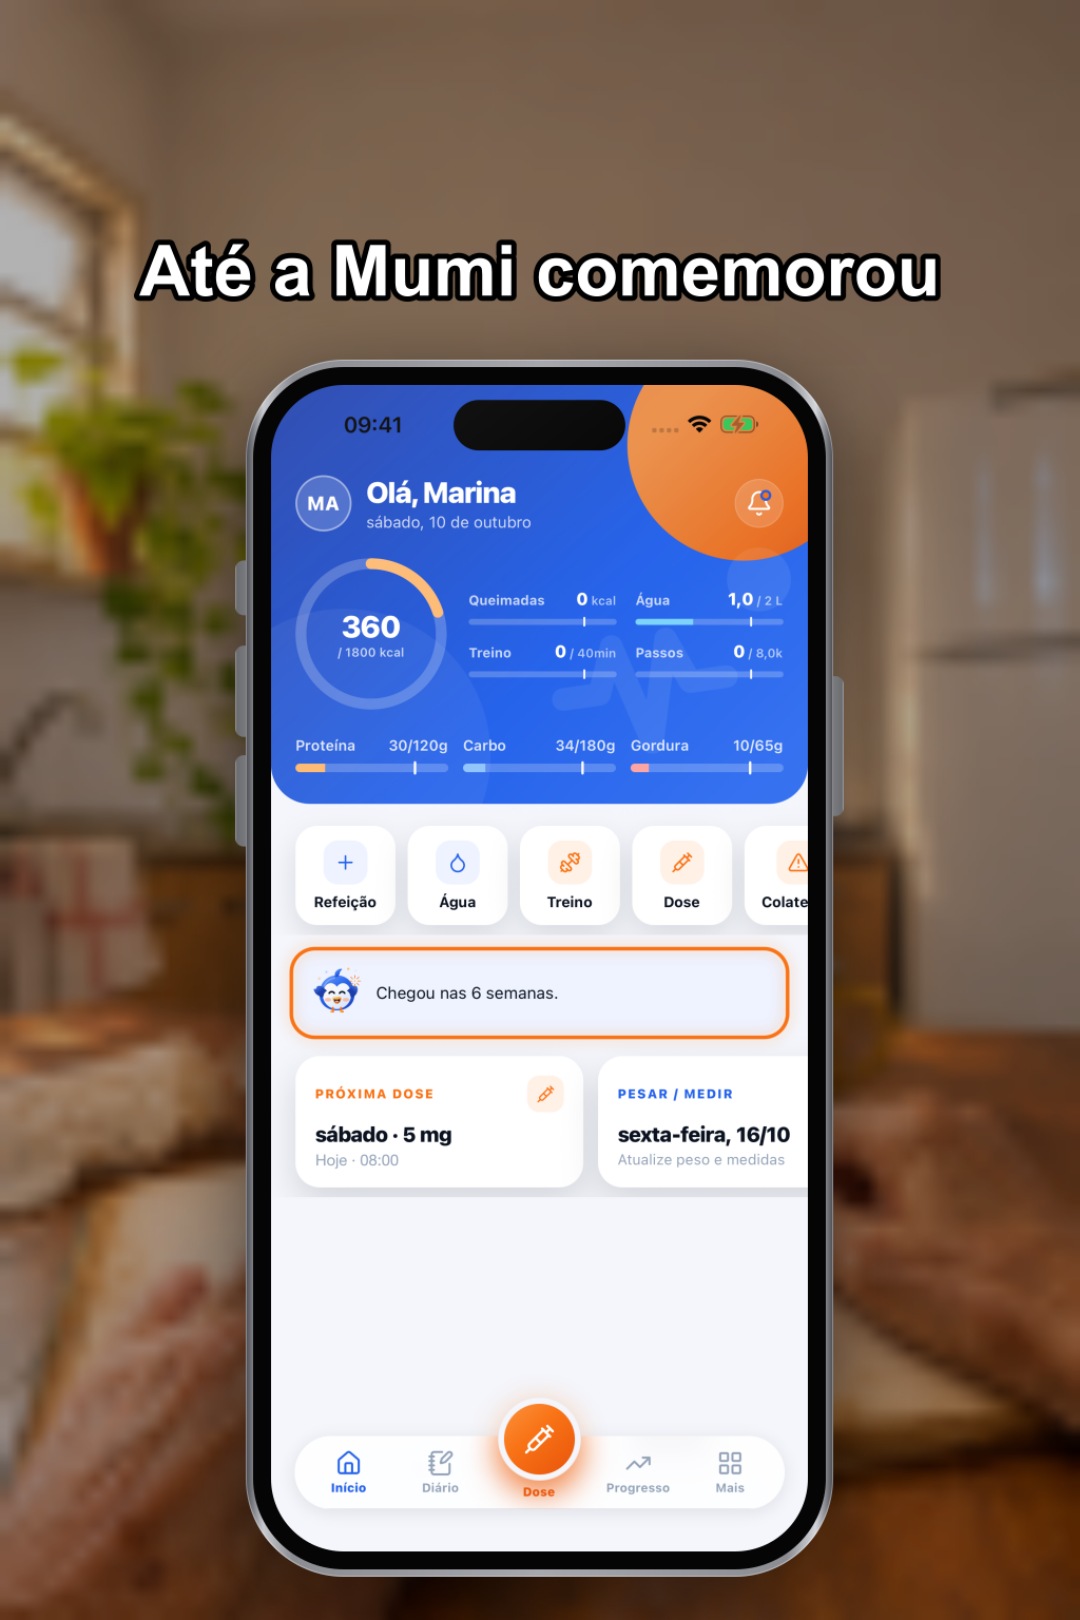 Até a Mumi comemorou
09:41
MA
Olá, Marina
sábado, 10 de outubro
360
/ 1800 kcal
Queimadas 0 kcal
Água 1,0 / 2 L
Treino 0 / 40min
Passos 0 / 8,0k
Proteína 30/120g
Carbo 34/180g
Gordura 10/65g
Refeição
Água
Treino
Dose
Colate
Chegou nas 6 semanas.
PRÓXIMA DOSE
sábado · 5 mg
Hoje · 08:00
PESAR / MEDIR
sexta-feira, 16/10
Atualize peso e medidas
Início
Diário
Dose
Progresso
Mais